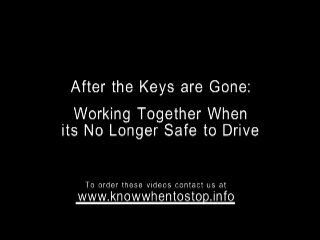 After the Keys are Gone:
Working Together When
its No Longer Safe to Drive
To order these videos contact us at
www.knowwhentostop.info